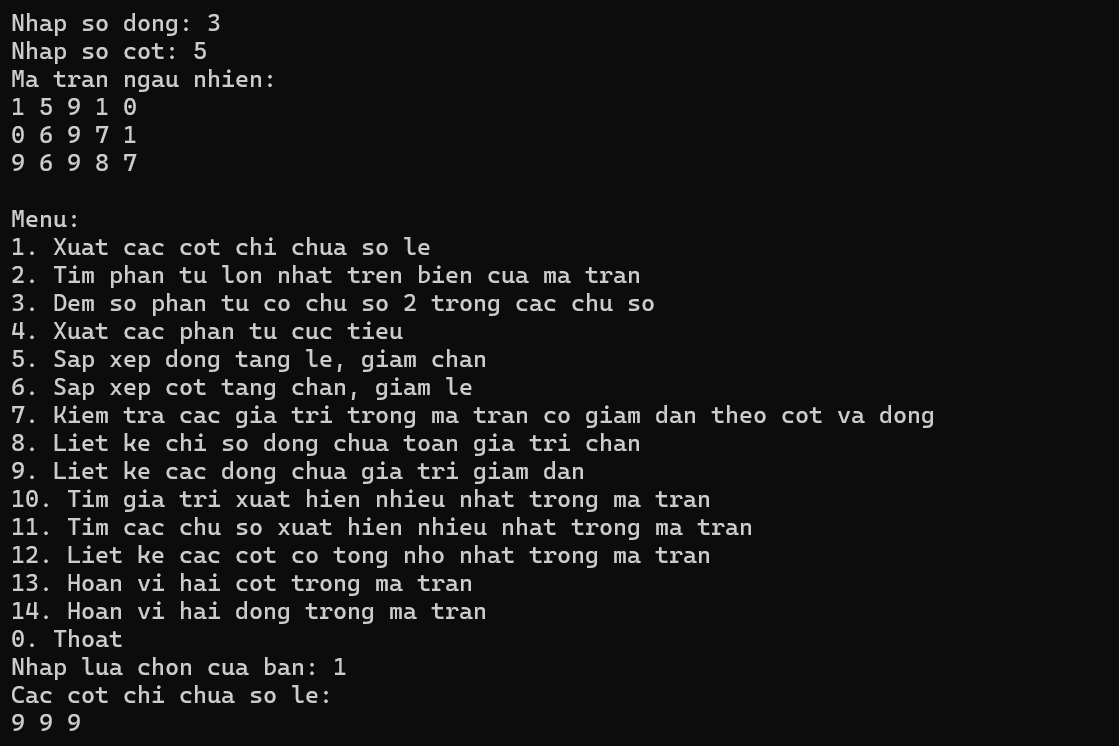 Nhap so dong: 3
Nhap so cot: 5
Ma tran ngau nhien:
1 5 9 1 0
0 6 9 7 1
9 6 9 8 7
Menu:
1. Xuat cac cot chi chua so le
2. Tim phan tu lon nhat tren bien cua ma tran
3. Dem so phan tu co chu so 2 trong cac chu so
4. Xuat cac phan tu cuc tieu
5. Sap xep dong tang le, giam chan
6. Sap xep cot tang chan, giam le
7. Kiem tra cac gia tri trong ma tran co giam dan theo cot va dong
8. Liet ke chi so dong chua toan gia tri chan
9. Liet ke cac dong chua gia tri giam dan
10. Tim gia tri xuat hien nhieu nhat trong ma tran
11. Tim cac chu so xuat hien nhieu nhat trong ma tran
12. Liet ke cac cot co tong nho nhat trong ma tran
13. Hoan vi hai cot trong ma tran
14. Hoan vi hai dong trong ma tran
0. Thoat
Nhap lua chon cua ban: 1
Cac cot chi chua so le:
9 9 9